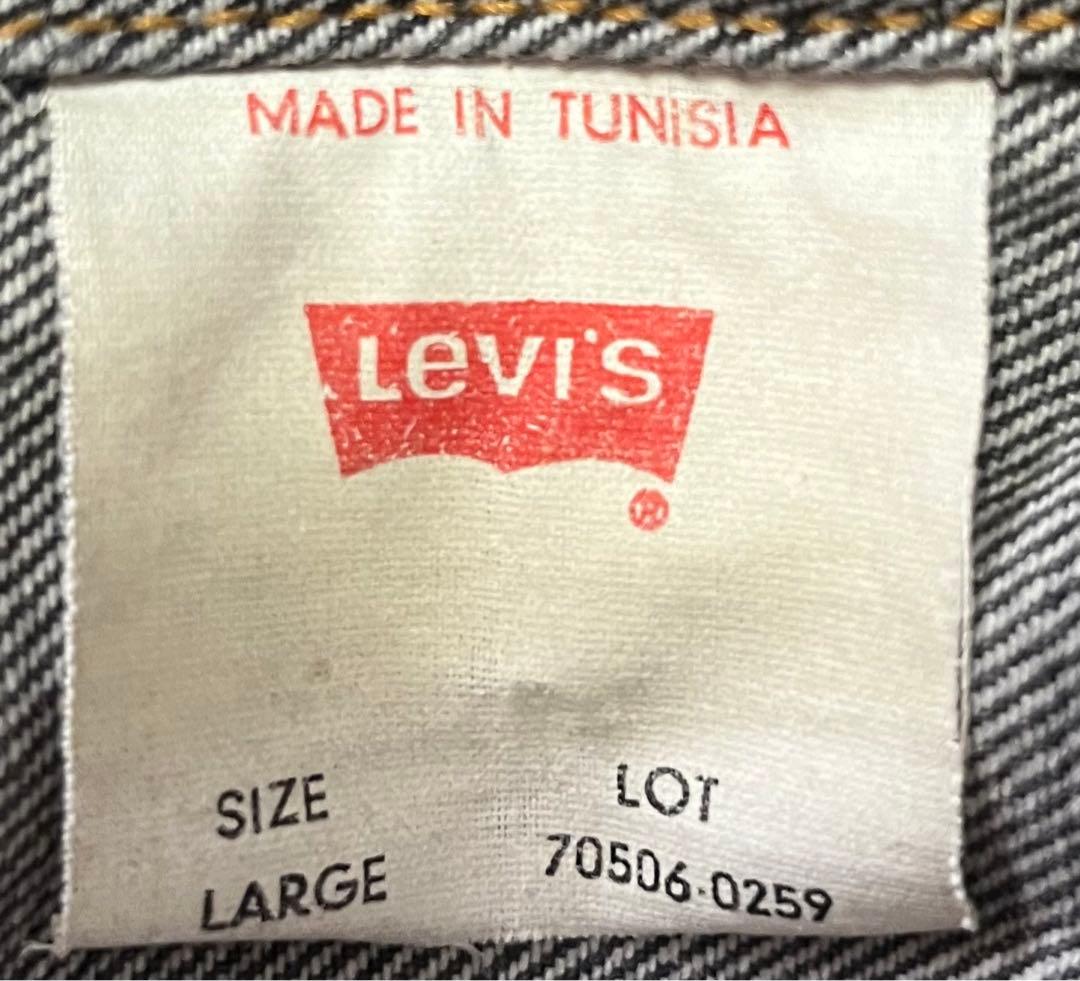 MADE IN TUNISIA
LeVI'S
®
SIZE
LARGE
LOT
70506-0259